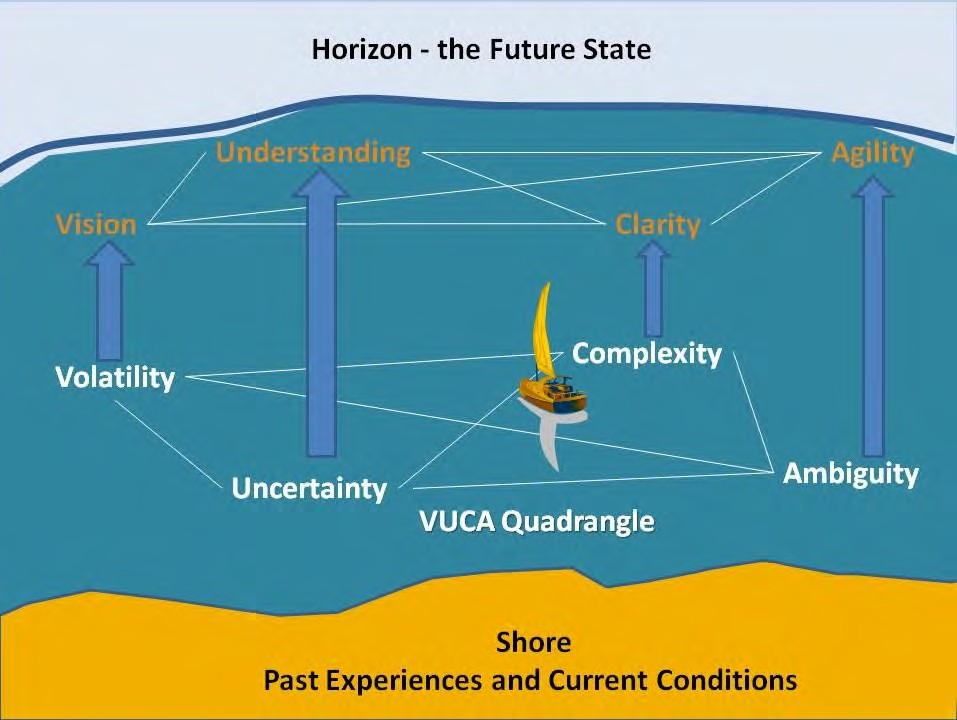 Horizon - the Future State
Understanding
Agility
Vision
Clarity
Complexity
Volatility
Ambiguity
Uncertainty
VUCA Quadrangle
Shore
Past Experiences and Current Conditions